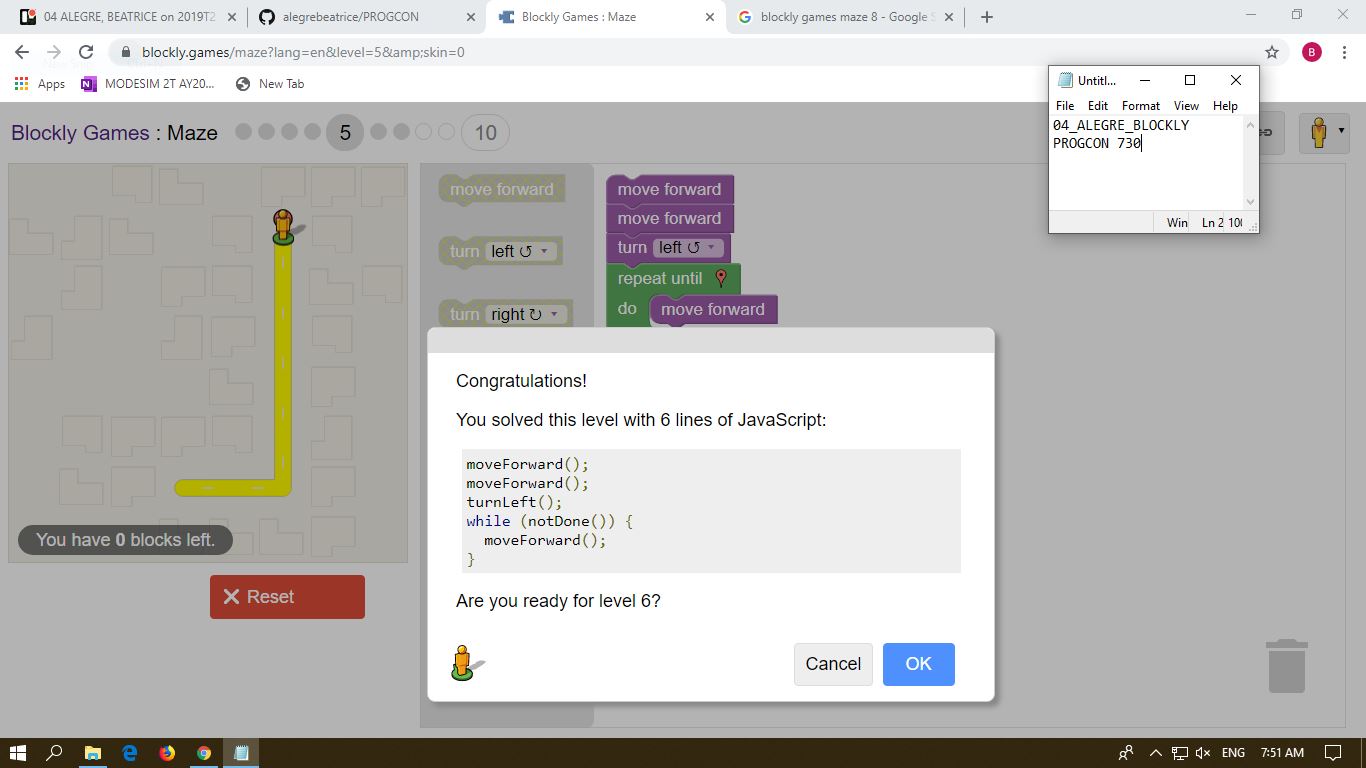 04 ALEGRE, BEATRICE on 2019T2
alegrebeatrice/PROGCON
Blockly Games : Maze
blockly games maze 8 - Google S
blockly.games/maze?lang=en&level=5&amp;skin=0
B
Apps
MODESIM 2T AY20...
New Tab
Untitl...
File Edit Format View Help
04_ALEGRE_BLOCKLY
PROGCON 730
Win Ln 2 100
Blockly Games : Maze
5
10
move forward
turn left ↺
turn right ↻
move forward
move forward
turn left ↺
repeat until
do move forward
You have 0 blocks left.
Reset
Congratulations!
You solved this level with 6 lines of JavaScript:
moveForward();
moveForward();
turnLeft();
while (notDone()) {
  moveForward();
}
Are you ready for level 6?
Cancel
OK
ENG
7:51 AM